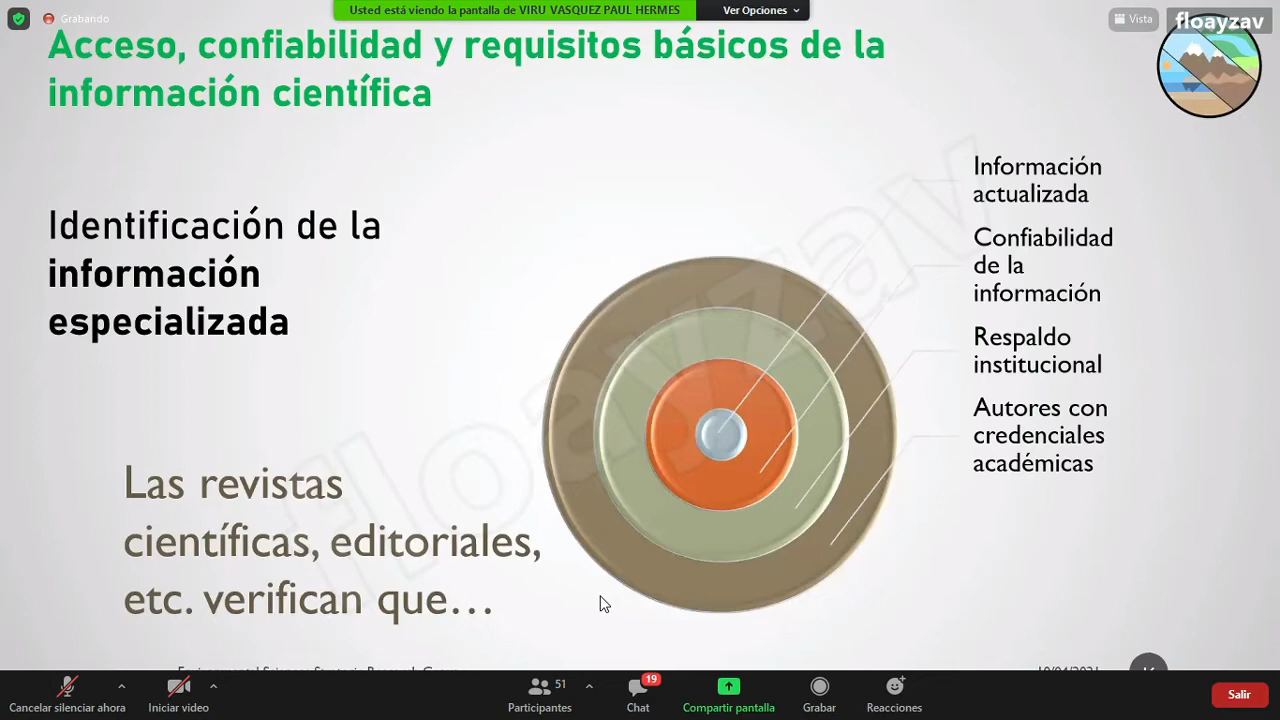 Grabando
Usted está viendo la pantalla de VIRU VASQUEZ PAUL HERMES
Ver Opciones
Vista
floayzav
Acceso, confiabilidad y requisitos básicos de la
información científica
Identificación de la
información
especializada
Las revistas
científicas, editoriales,
etc. verifican que…
Información
actualizada
Confiabilidad
de la
información
Respaldo
institucional
Autores con
credenciales
académicas
floayzav
Cancelar silenciar ahora
Iniciar video
51
Participantes
19
Chat
Compartir pantalla
Grabar
Reacciones
Salir